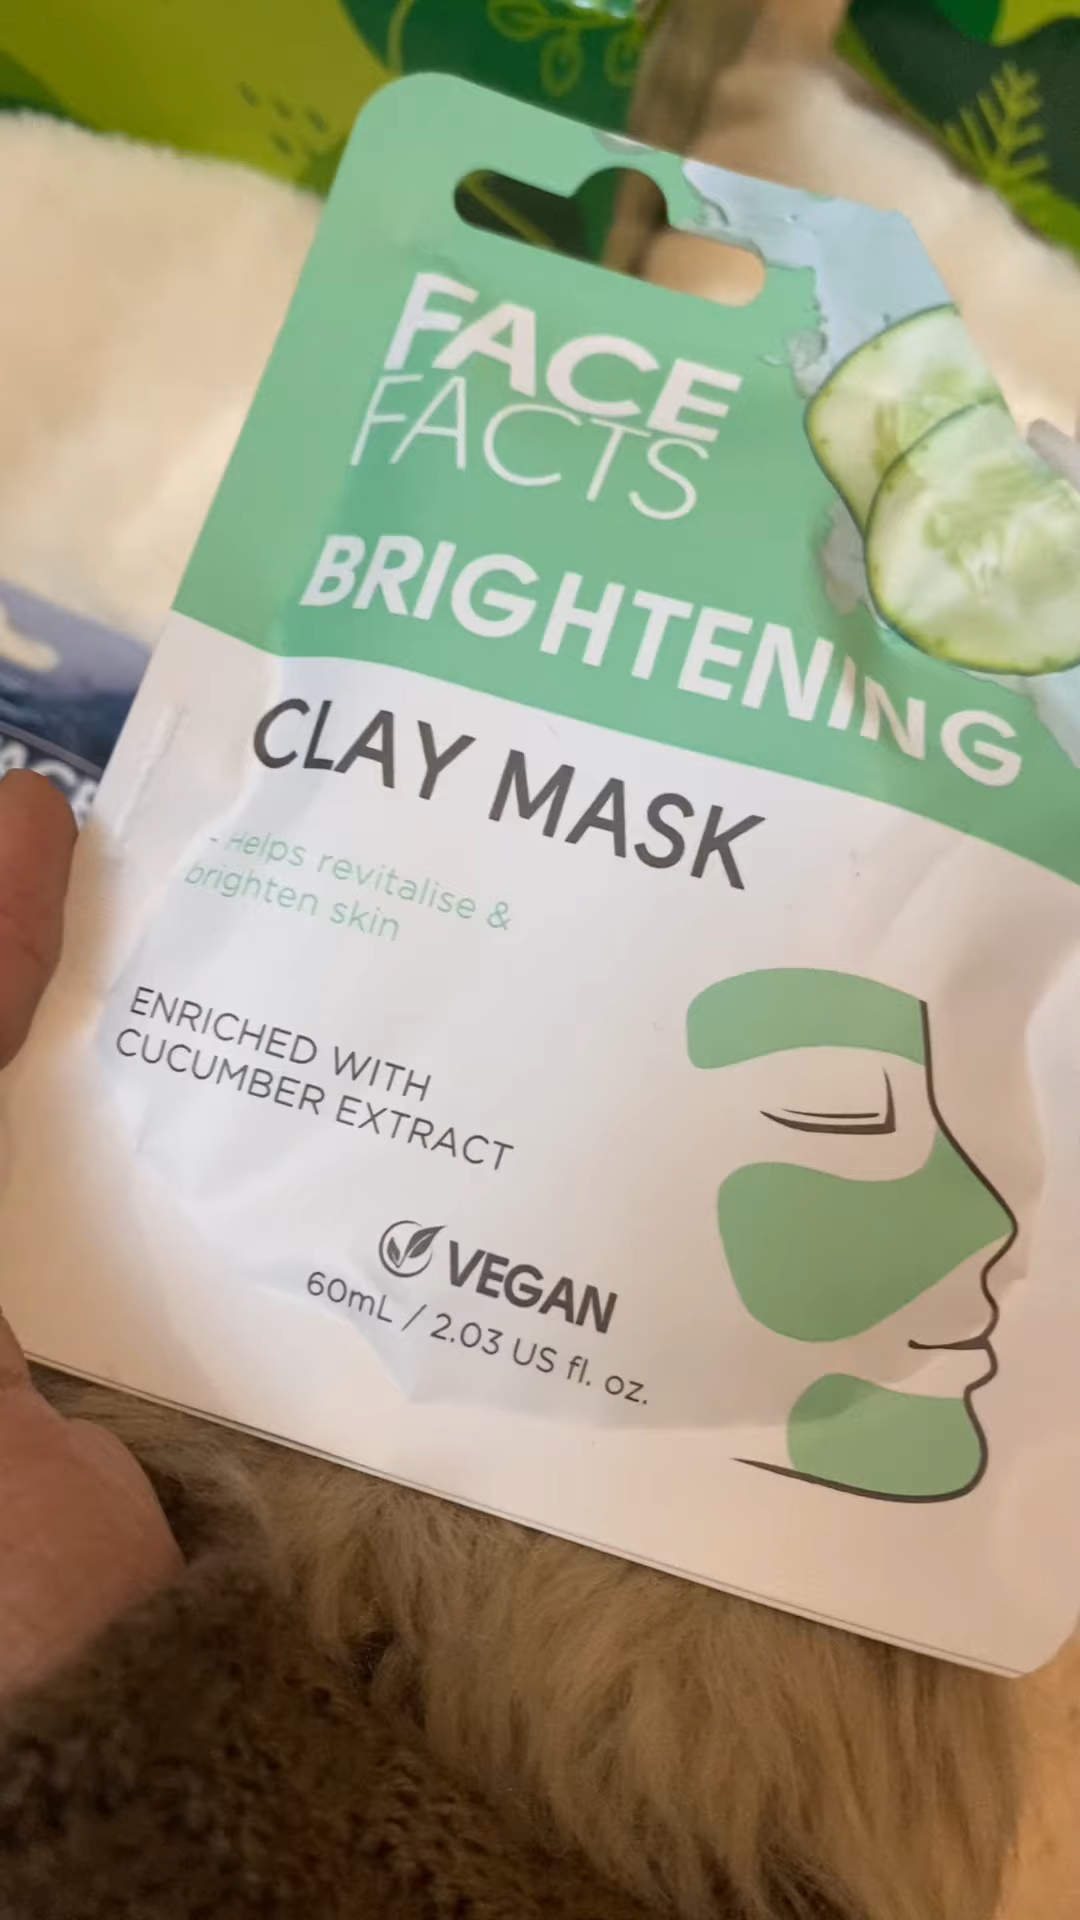 FACE
FACTS
BRIGHTENING
CLAY MASK
- Helps revitalise &
brighten skin
ENRICHED WITH
CUCUMBER EXTRACT
VEGAN
60mL / 2.03 US fl. oz.